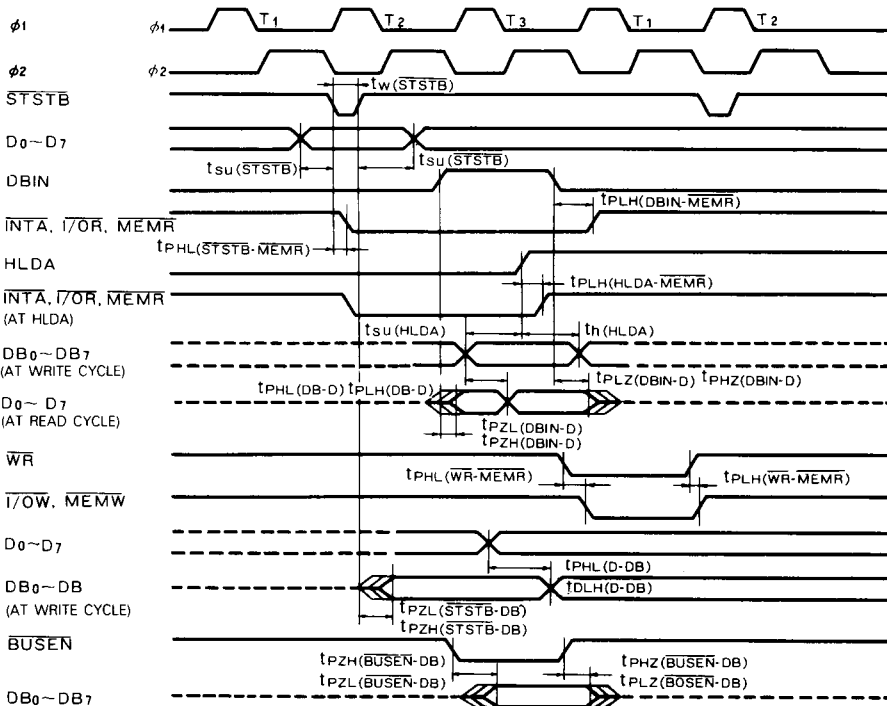 φ1 φ1 T1 T2 T3 T1 T2
φ2 φ2
STSTB tw(STSTB)
D0~D7
tsu(STSTB) tsu(STSTB)
DBIN
tPLH(DBIN-MEMR)
INTA, I/OR, MEMR
tPHL(STSTB-MEMR)
HLDA
tPLH(HLDA-MEMR)
INTA, I/OR, MEMR
(AT HLDA)
tsu(HLDA) th(HLDA)
DB0~DB7
(AT WRITE CYCLE)
tPHL(DB-D) tPLH(DB-D) tPLZ(DBIN-D) tPHZ(DBIN-D)
D0~D7
(AT READ CYCLE)
tPZL(DBIN-D)
tPZH(DBIN-D)
WR
tPHL(WR-MEMR) tPLH(WR-MEMR)
I/OW, MEMW
D0~D7
tPHL(D-DB)
DB0~DB tDLH(D-DB)
(AT WRITE CYCLE)
tPZL(STSTB-DB)
tPZH(STSTB-DB)
BUSEN
tPZH(BUSEN-DB) tPHZ(BUSEN-DB)
tPZL(BUSEN-DB) tPLZ(BOSEN-DB)
DB0~DB7